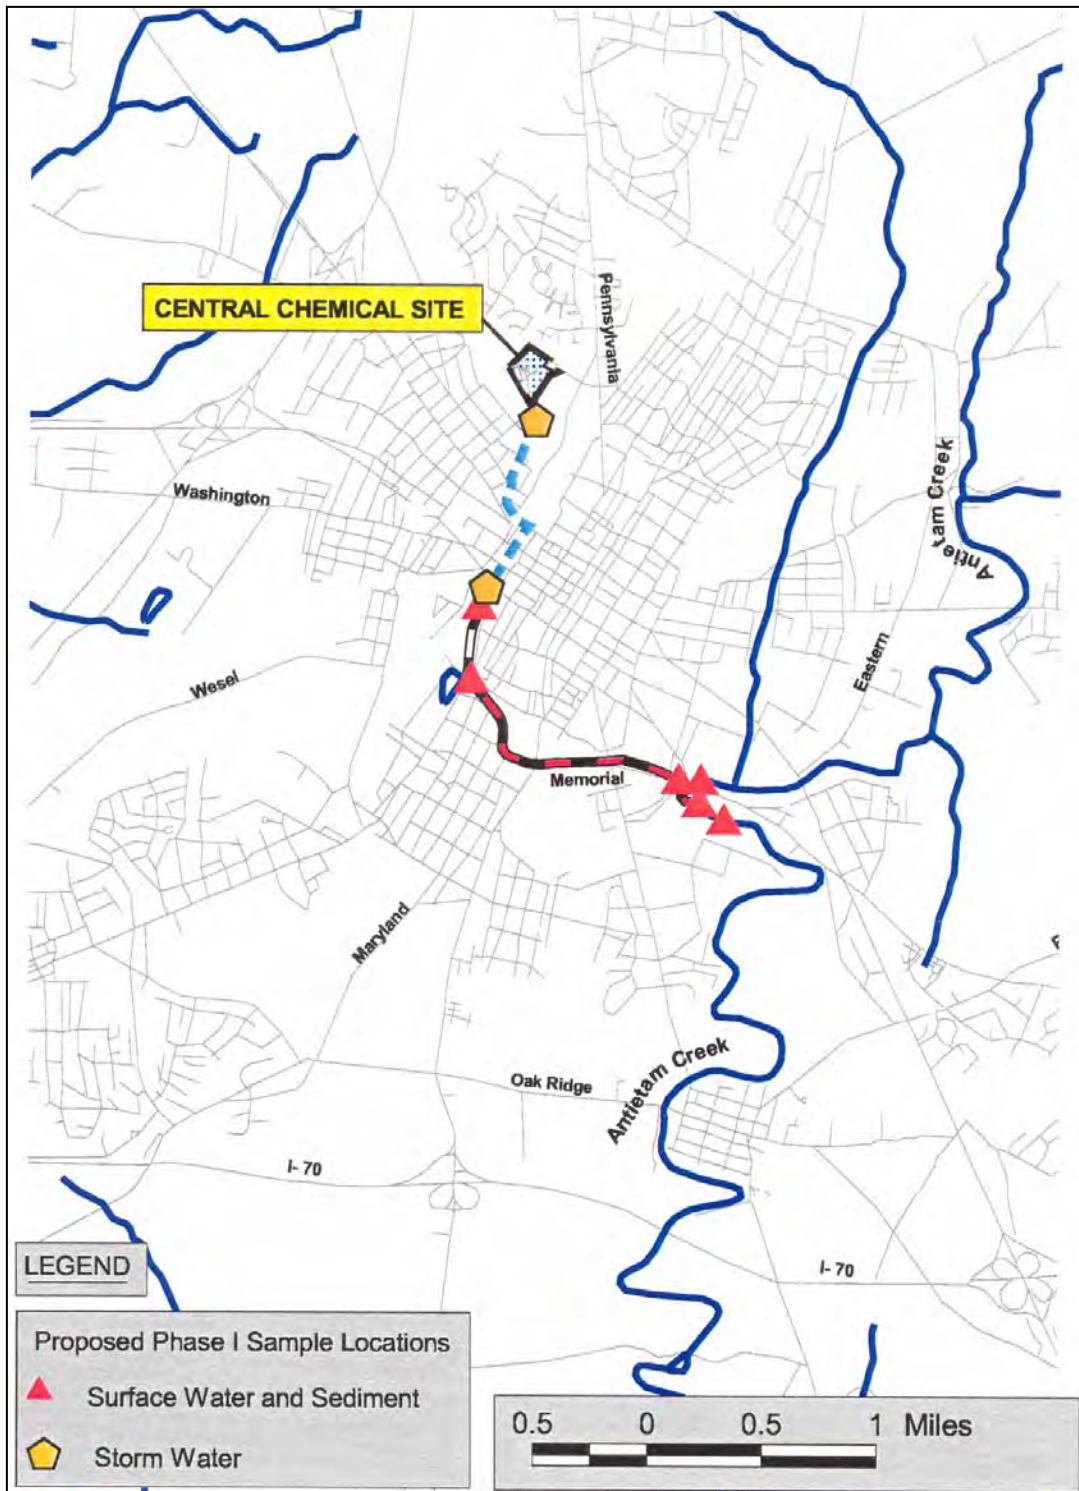 Pennsylvania
CENTRAL CHEMICAL SITE
Antietam Creek
Washington
Eastern
Wesel
Memorial
Maryland
Antietam Creek
Oak Ridge
I-70
I-70
LEGEND
Proposed Phase I Sample Locations
Surface Water and Sediment
Storm Water
0.5 0 0.5 1 Miles